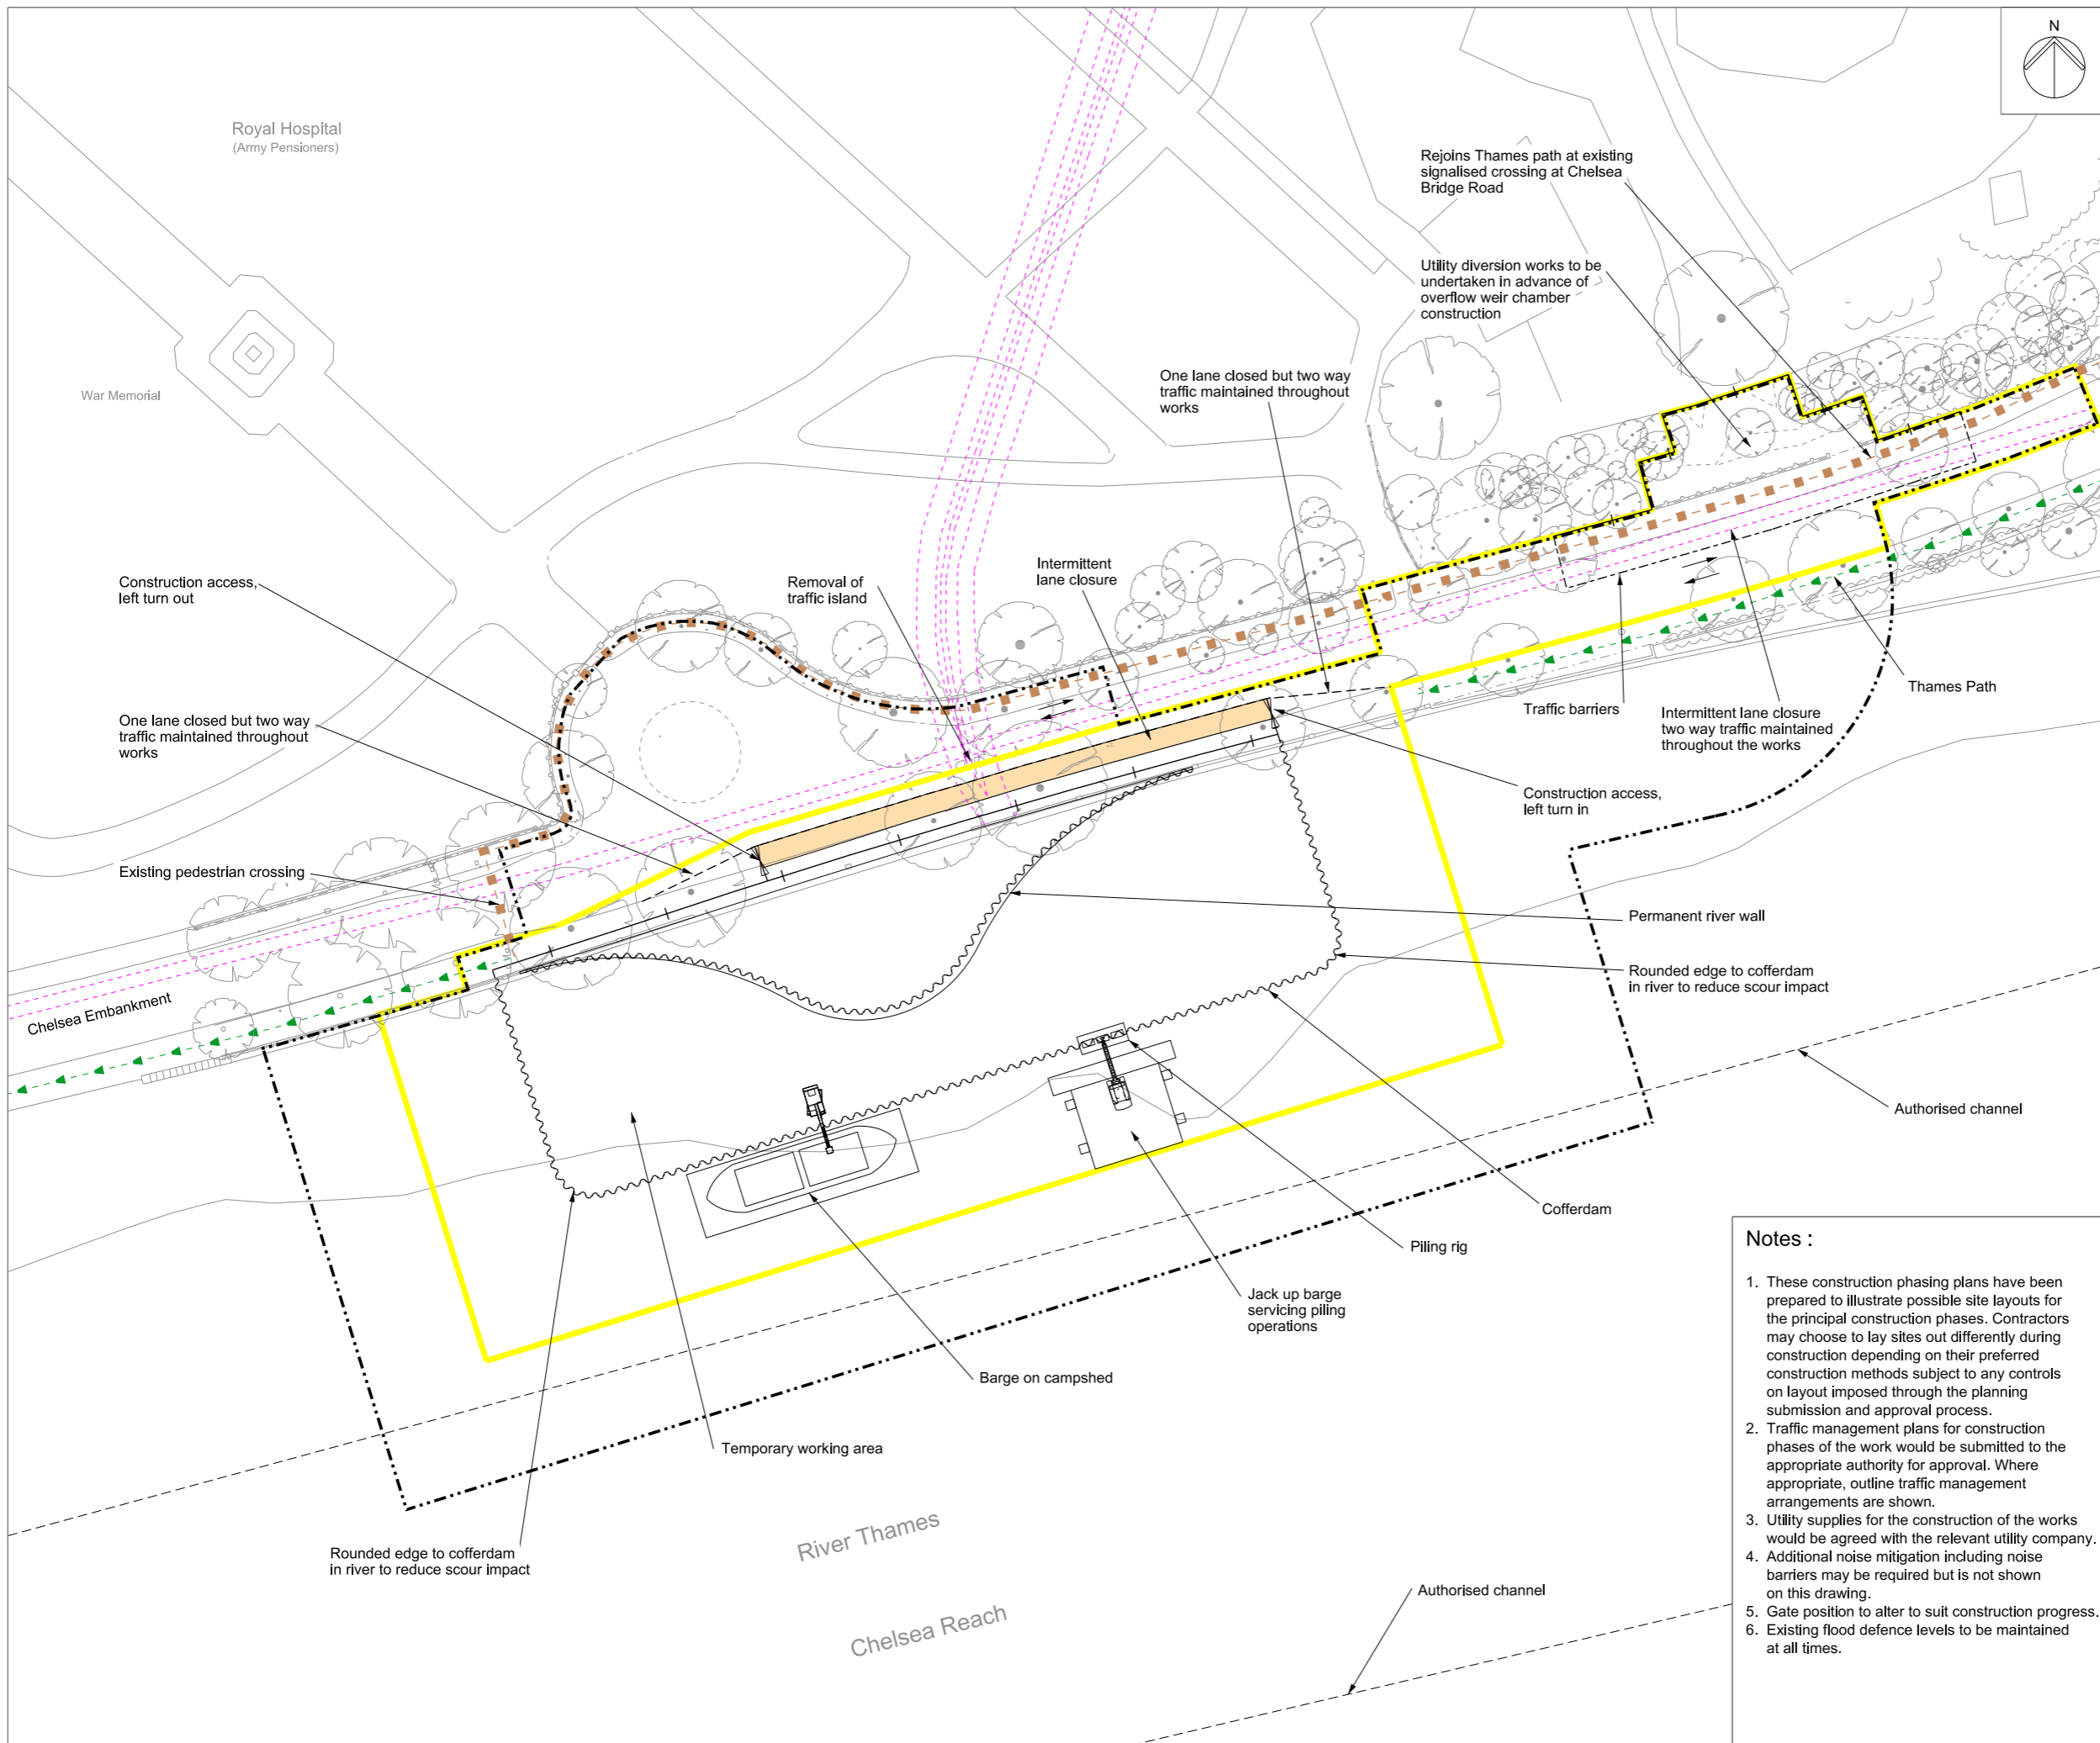 N
Royal Hospital
(Army Pensioners)
War Memorial
Rejoins Thames path at existing
signalised crossing at Chelsea
Bridge Road
Utility diversion works to be
undertaken in advance of
overflow weir chamber
construction
One lane closed but two way
traffic maintained throughout
works
Construction access,
left turn out
Removal of
traffic island
Intermittent
lane closure
One lane closed but two way
traffic maintained throughout
works
Thames Path
Traffic barriers
Intermittent lane closure
two way traffic maintained
throughout the works
Construction access,
left turn in
Existing pedestrian crossing
Permanent river wall
Rounded edge to cofferdam
in river to reduce scour impact
Chelsea Embankment
Authorised channel
Cofferdam
Piling rig
Jack up barge
servicing piling
operations
Barge on campshed
Temporary working area
Rounded edge to cofferdam
in river to reduce scour impact
River Thames
Chelsea Reach
Authorised channel
Notes :
1. These construction phasing plans have been
prepared to illustrate possible site layouts for
the principal construction phases. Contractors
may choose to lay sites out differently during
construction depending on their preferred
construction methods subject to any controls
on layout imposed through the planning
submission and approval process.
2. Traffic management plans for construction
phases of the work would be submitted to the
appropriate authority for approval. Where
appropriate, outline traffic management
arrangements are shown.
3. Utility supplies for the construction of the works
would be agreed with the relevant utility company.
4. Additional noise mitigation including noise
barriers may be required but is not shown
on this drawing.
5. Gate position to alter to suit construction progress.
6. Existing flood defence levels to be maintained
at all times.